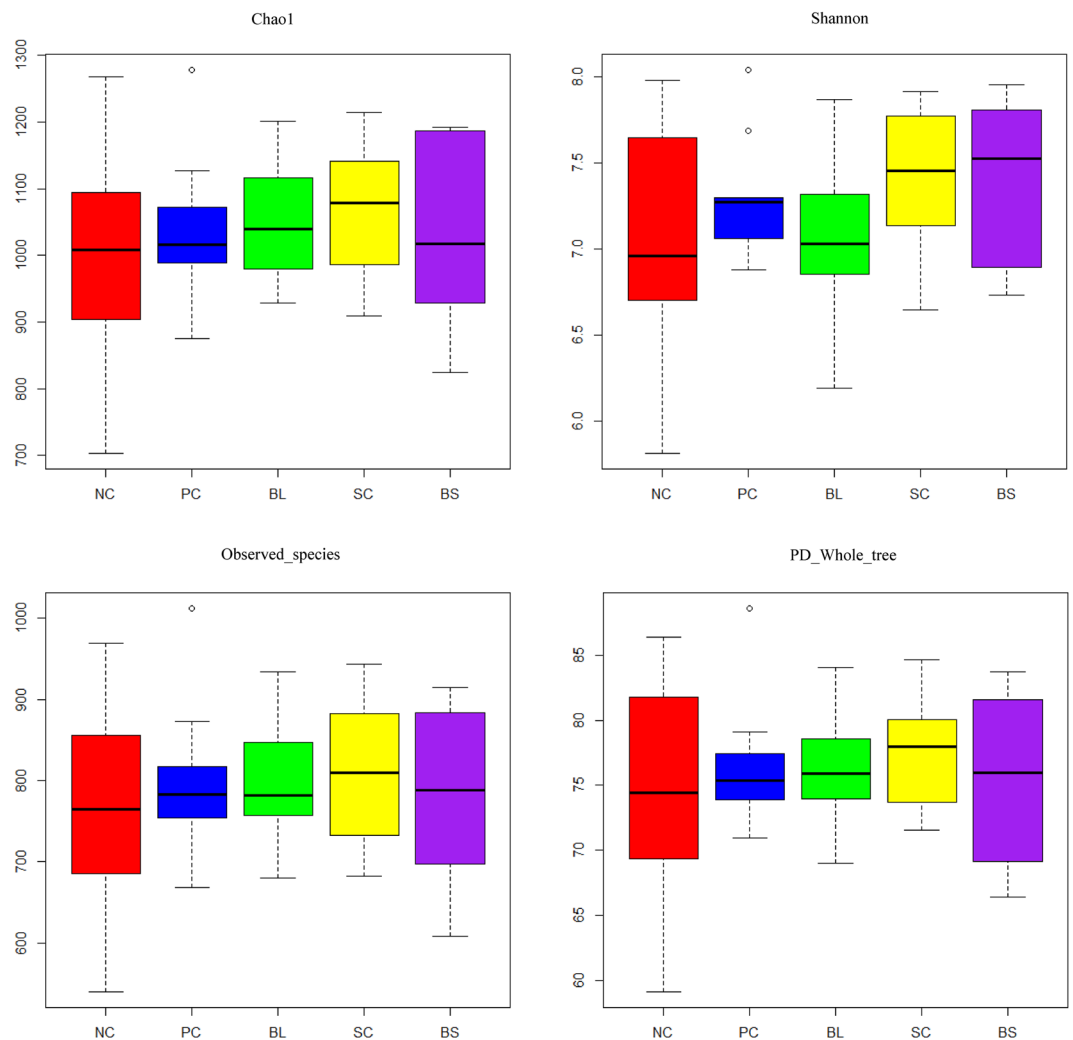 Chao1
Shannon
1300
1200
1100
1000
900
800
700
NC PC BL SC BS
8.0
7.5
7.0
6.5
6.0
NC PC BL SC BS
Observed_species
PD_Whole_tree
1000
900
800
700
600
NC PC BL SC BS
85
80
75
70
65
60
NC PC BL SC BS